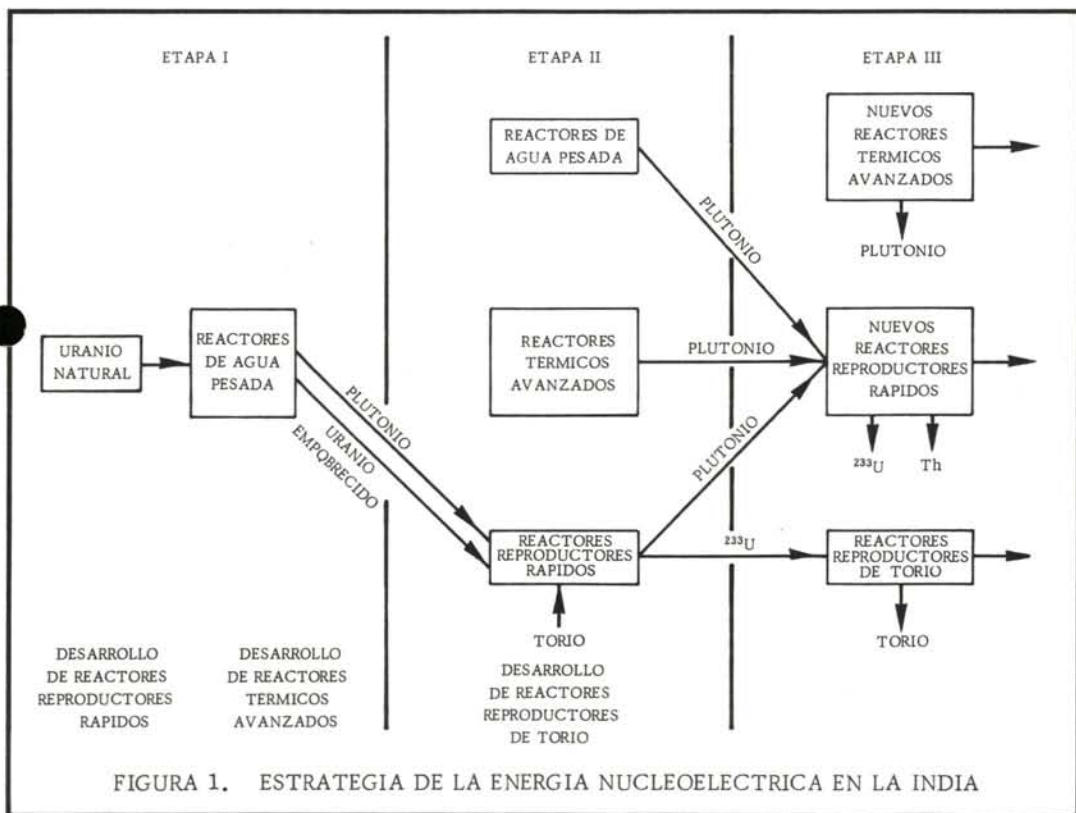 ETAPA I
ETAPA II
ETAPA III
URANIO
NATURAL
REACTORES
DE AGUA
PESADA
PLUTONIO
URANIO
EMPOBRECIDO
DESARROLLO
DE REACTORES
REPRODUCTORES
RAPIDOS
DESARROLLO
DE REACTORES
TERMICOS
AVANZADOS
REACTORES DE
AGUA PESADA
PLUTONIO
REACTORES
TERMICOS
AVANZADOS
PLUTONIO
PLUTONIO
REACTORES
REPRODUCTORES
RAPIDOS
²³³U
TORIO
DESARROLLO
DE REACTORES
REPRODUCTORES
DE TORIO
NUEVOS
REACTORES
TERMICOS
AVANZADOS
PLUTONIO
NUEVOS
REACTORES
REPRODUCTORES
RAPIDOS
²³³U
Th
REACTORES
REPRODUCTORES
DE TORIO
TORIO
FIGURA 1. ESTRATEGIA DE LA ENERGIA NUCLEOELECTRICA EN LA INDIA